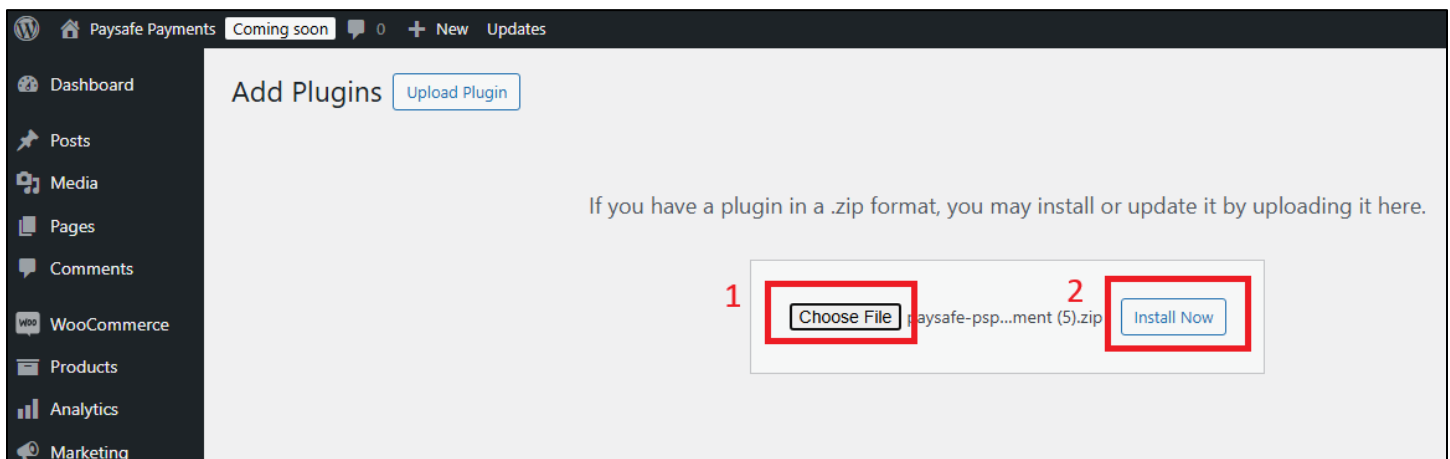 Paysafe Payments Coming soon 0 + New Updates
Dashboard
Add Plugins Upload Plugin
Posts
Media
Pages
Comments
WooCommerce
Products
Analytics
Marketing
If you have a plugin in a .zip format, you may install or update it by uploading it here.
1
2
Choose File paysafe-psp...ment (5).zip Install Now